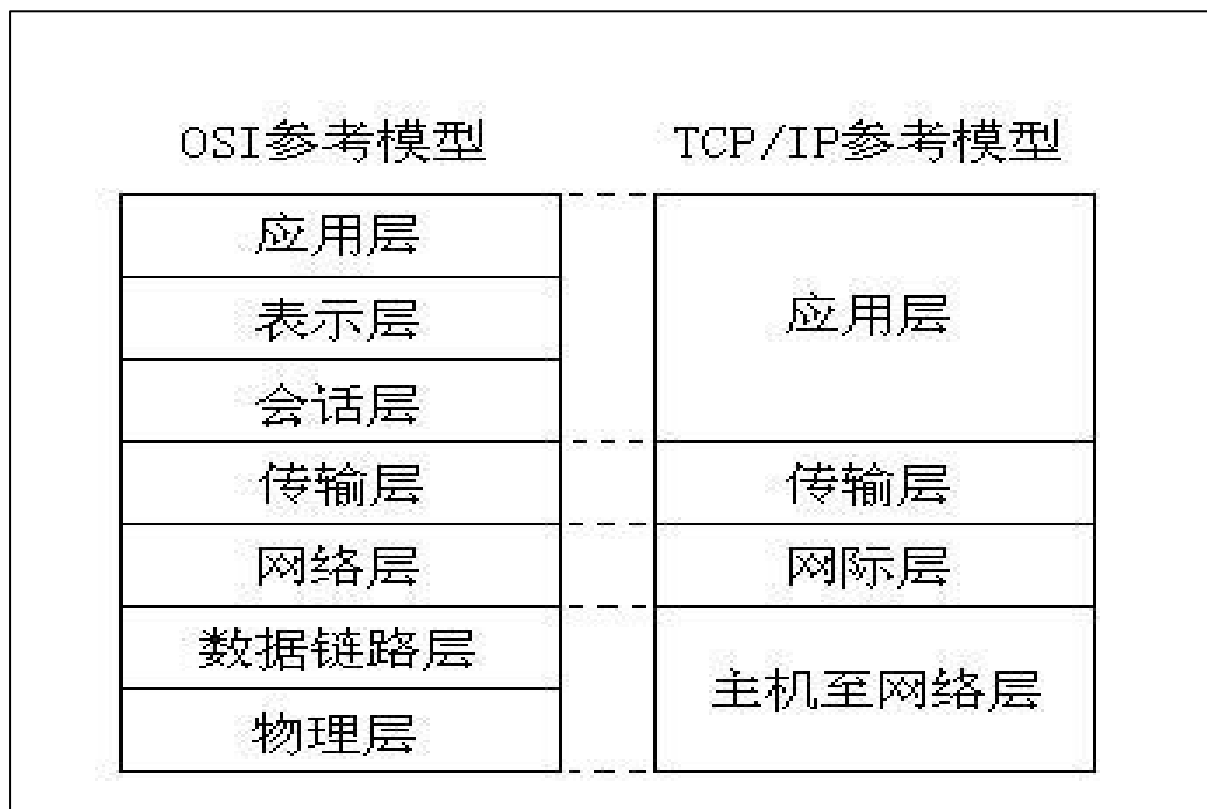 OSI参考模型
TCP/IP参考模型
应用层
表示层
会话层
传输层
网络层
数据链路层
物理层
应用层
传输层
网际层
主机至网络层